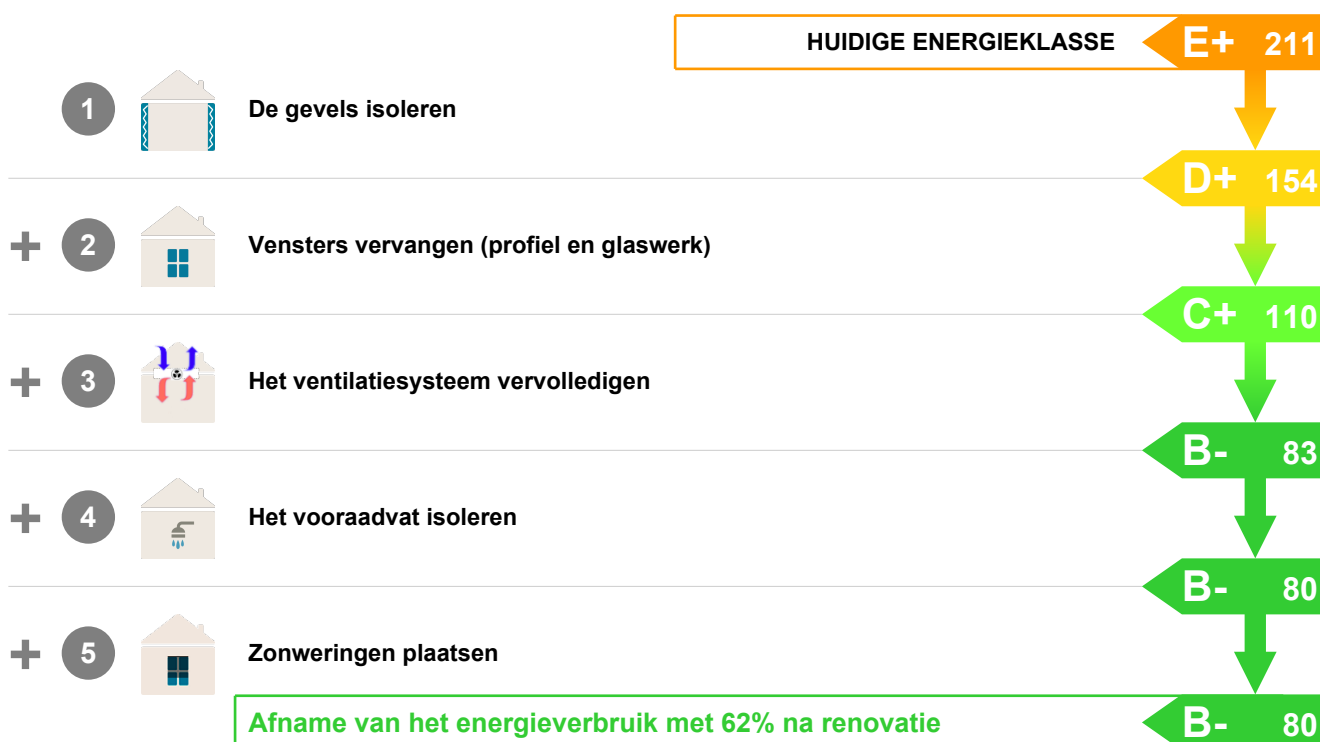 HUIDIGE ENERGIEKLASSE E+ 211
1 De gevels isoleren
D+ 154
+ 2 Vensters vervangen (profiel en glaswerk)
C+ 110
+ 3 Het ventilatiesysteem vervolledigen
B- 83
+ 4 Het vooraadvat isoleren
B- 80
+ 5 Zonweringen plaatsen
Afname van het energieverbruik met 62% na renovatie B- 80